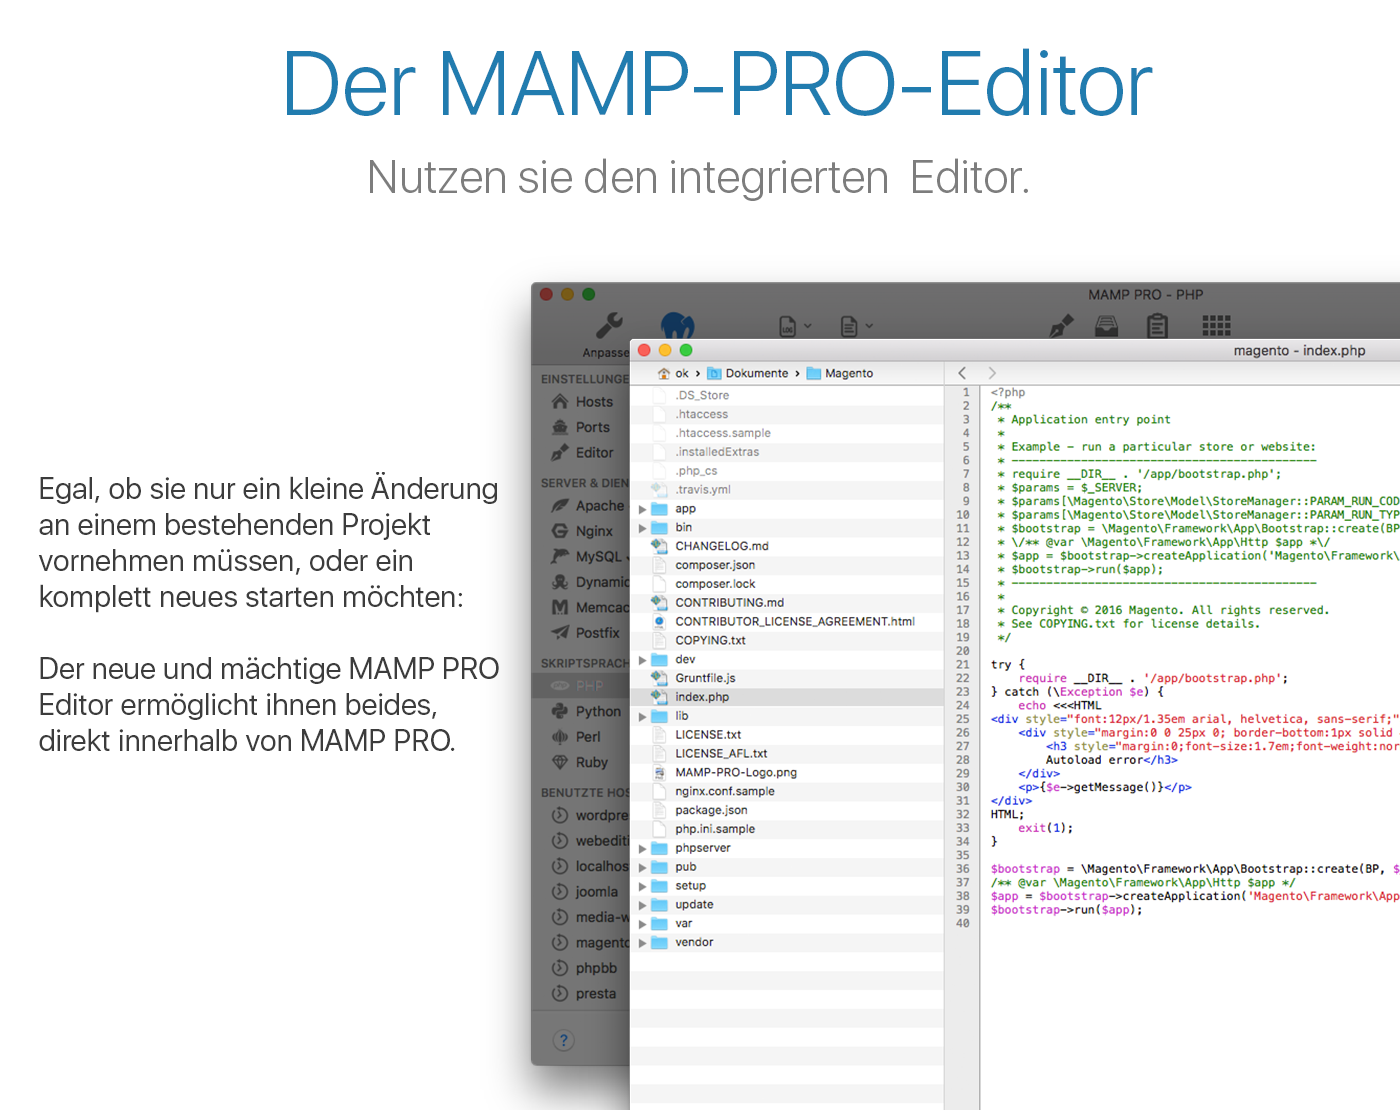 Der MAMP-PRO-Editor
Nutzen sie den integrierten Editor.
Egal, ob sie nur ein kleine Änderung
an einem bestehenden Projekt
vornehmen müssen, oder ein
komplett neues starten möchten:
Der neue und mächtige MAMP PRO
Editor ermöglicht ihnen beides,
direkt innerhalb von MAMP PRO.
MAMP PRO - PHP
LOG
Anpasse
EINSTELLUNGE
Hosts
Ports
Editor
SERVER & DIEN
Apache
Nginx
MySQL
Dynamic
Memcac
Postfix
SKRIPTSPRACH
PHP
Python
Perl
Ruby
BENUTZTE HOS
wordpre
webediti
localhos
joomla
media-w
magento
phpbb
presta
?
magento - index.php
ok › Dokumente › Magento
.DS_Store
.htaccess
.htaccess.sample
.installedExtras
.php_cs
.travis.yml
app
bin
CHANGELOG.md
composer.json
composer.lock
CONTRIBUTING.md
CONTRIBUTOR_LICENSE_AGREEMENT.html
COPYING.txt
dev
Gruntfile.js
index.php
lib
LICENSE.txt
LICENSE_AFL.txt
MAMP-PRO-Logo.png
nginx.conf.sample
package.json
php.ini.sample
phpserver
pub
setup
update
var
vendor
1 <?php
2 /**
3  * Application entry point
4  *
5  * Example - run a particular store or website:
6  * --------------------------------------------
7  * require __DIR__ . '/app/bootstrap.php';
8  * $params = $_SERVER;
9  * $params[\Magento\Store\Model\StoreManager::PARAM_RUN_COD
10  * $params[\Magento\Store\Model\StoreManager::PARAM_RUN_TYP
11  * $bootstrap = \Magento\Framework\App\Bootstrap::create(BP
12  * \/** @var \Magento\Framework\App\Http $app *\/
13  * $app = $bootstrap->createApplication('Magento\Framework\
14  * $bootstrap->run($app);
15  * --------------------------------------------
16  *
17  * Copyright © 2016 Magento. All rights reserved.
18  * See COPYING.txt for license details.
19  */
20
21 try {
22     require __DIR__ . '/app/bootstrap.php';
23 } catch (\Exception $e) {
24     echo <<<HTML
25 <div style="font:12px/1.35em arial, helvetica, sans-serif;"
26     <div style="margin:0 0 25px 0; border-bottom:1px solid
27         <h3 style="margin:0;font-size:1.7em;font-weight:nor
28         Autoload error</h3>
29     </div>
30     <p>{$e->getMessage()}</p>
31 </div>
32 HTML;
33     exit(1);
34 }
35
36 $bootstrap = \Magento\Framework\App\Bootstrap::create(BP, $
37 /** @var \Magento\Framework\App\Http $app */
38 $app = $bootstrap->createApplication('Magento\Framework\App
39 $bootstrap->run($app);
40